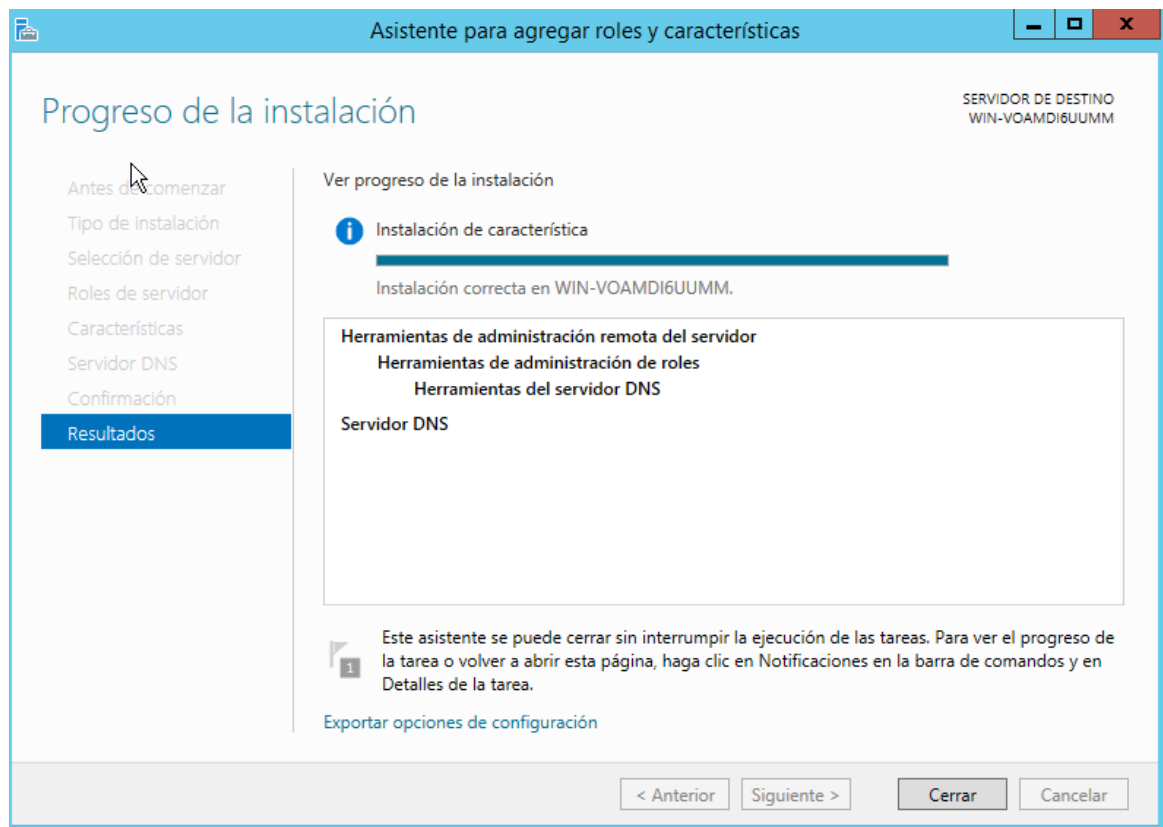 Asistente para agregar roles y características
Progreso de la instalación
SERVIDOR DE DESTINO
WIN-VOAMDI6UUMM
Antes de comenzar
Tipo de instalación
Selección de servidor
Roles de servidor
Características
Servidor DNS
Confirmación
Resultados
Ver progreso de la instalación
Instalación de característica
Instalación correcta en WIN-VOAMDI6UUMM.
Herramientas de administración remota del servidor
Herramientas de administración de roles
Herramientas del servidor DNS
Servidor DNS
1
Este asistente se puede cerrar sin interrumpir la ejecución de las tareas. Para ver el progreso de
la tarea o volver a abrir esta página, haga clic en Notificaciones en la barra de comandos y en
Detalles de la tarea.
Exportar opciones de configuración
< Anterior
Siguiente >
Cerrar
Cancelar